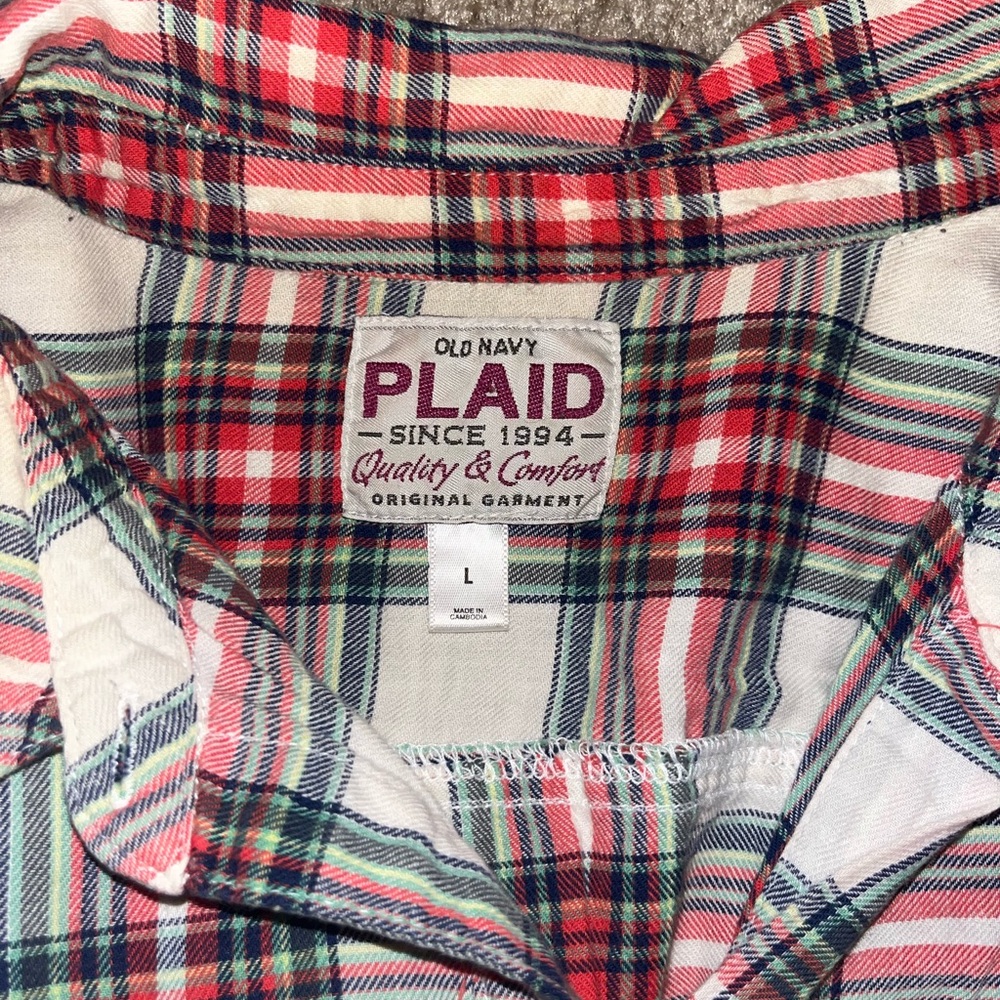 OLD NAVY
PLAID
— SINCE 1994 —
Quality & Comfort
ORIGINAL GARMENT
L
MADE IN
CAMBODIA